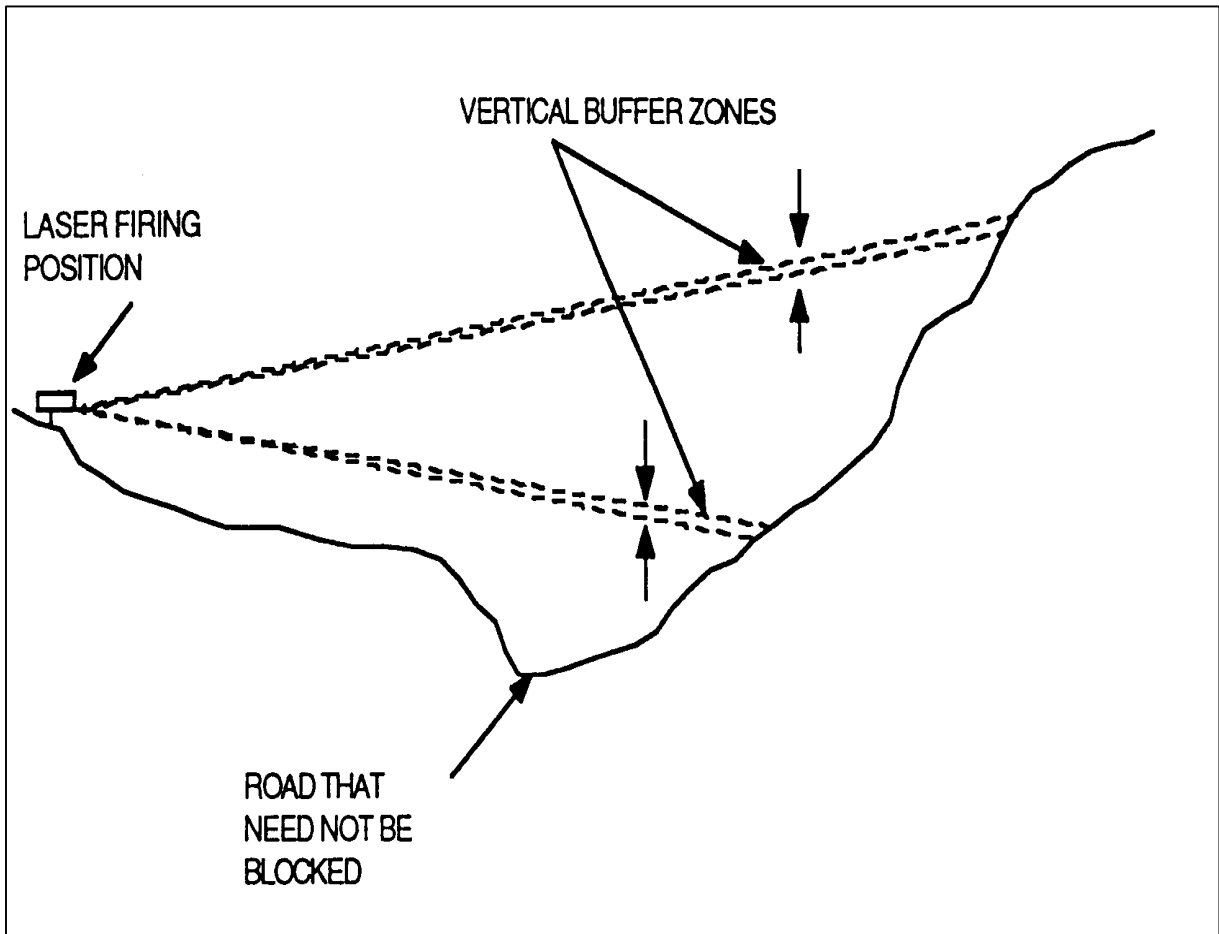 VERTICAL BUFFER ZONES
LASER FIRING
POSITION
ROAD THAT
NEED NOT BE
BLOCKED